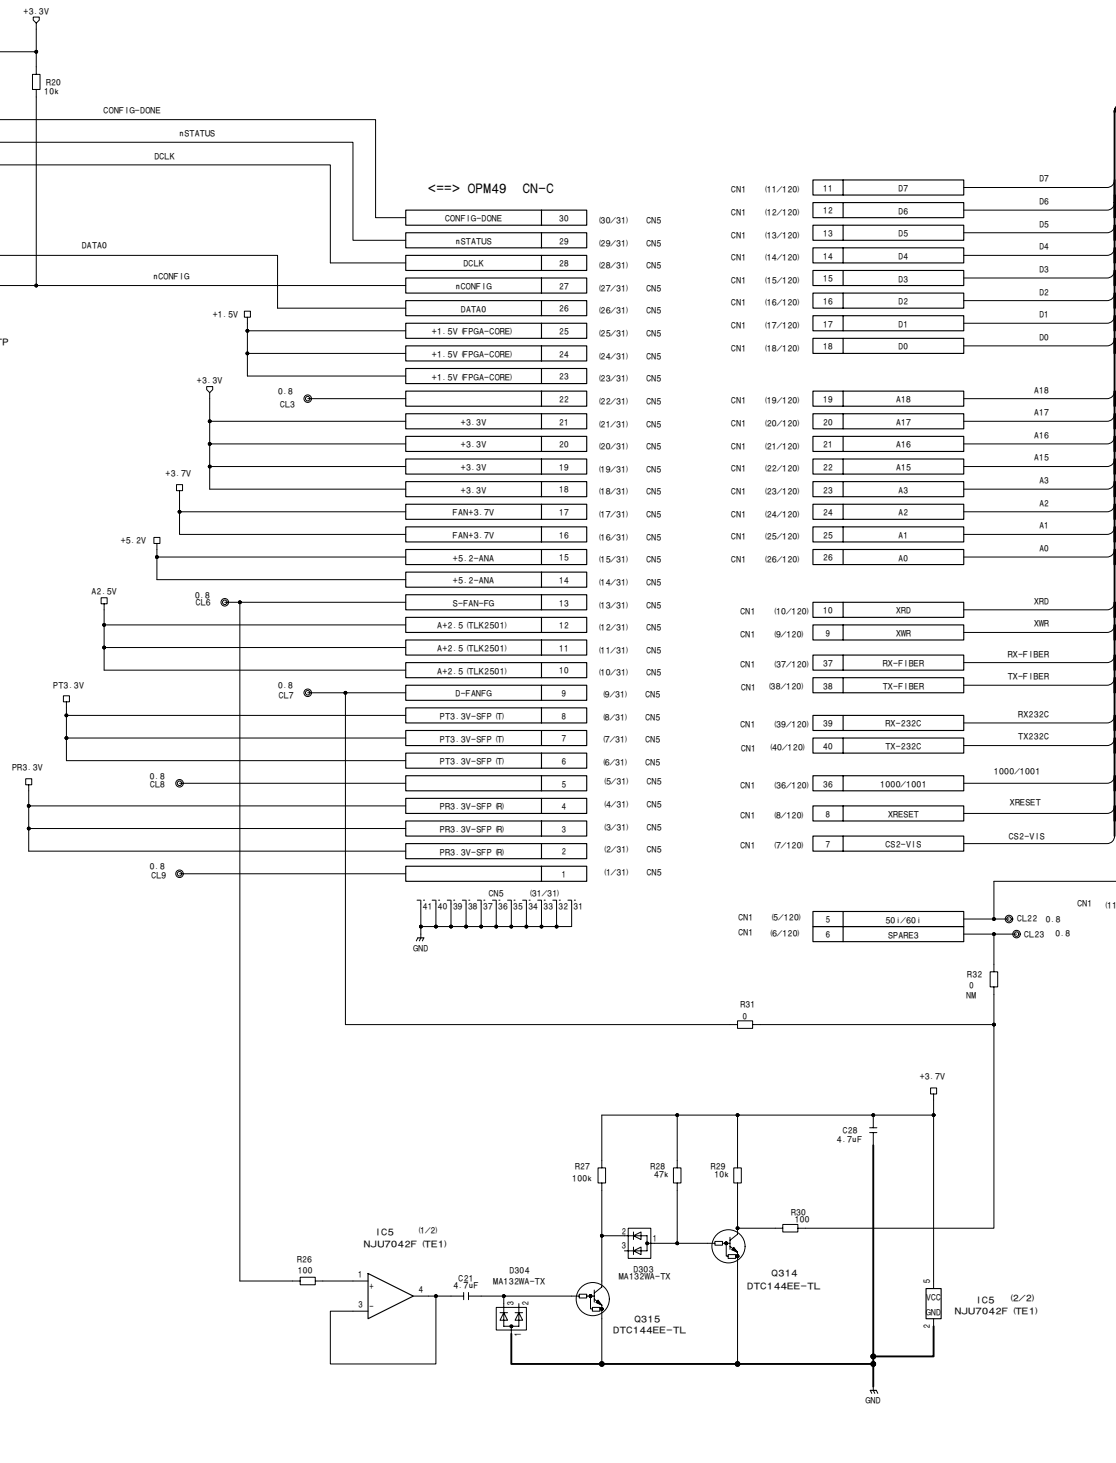 +3.3V
R20
10k
CONFIG-DONE
nSTATUS
DCLK
DATA0
nCONFIG
TP
<==> OPM49 CN-C
CONFIG-DONE 30 (30/31) CN5
nSTATUS 29 (29/31) CN5
DCLK 28 (28/31) CN5
nCONFIG 27 (27/31) CN5
DATA0 26 (26/31) CN5
+1.5V
+1.5V (FPGA-CORE) 25 (25/31) CN5
+1.5V (FPGA-CORE) 24 (24/31) CN5
+1.5V (FPGA-CORE) 23 (23/31) CN5
+3.3V
0.8
CL3
22 (22/31) CN5
+3.3V 21 (21/31) CN5
+3.3V 20 (20/31) CN5
+3.3V 19 (19/31) CN5
+3.3V 18 (18/31) CN5
+3.7V
FAN+3.7V 17 (17/31) CN5
FAN+3.7V 16 (16/31) CN5
+5.2V
+5.2-ANA 15 (15/31) CN5
+5.2-ANA 14 (14/31) CN5
A2.5V
0.8
CL6
S-FAN-FG 13 (13/31) CN5
A+2.5 (TLK2501) 12 (12/31) CN5
A+2.5 (TLK2501) 11 (11/31) CN5
A+2.5 (TLK2501) 10 (10/31) CN5
PT3.3V
0.8
CL7
D-FANFG 9 (9/31) CN5
PT3.3V-SFP (T) 8 (8/31) CN5
PT3.3V-SFP (T) 7 (7/31) CN5
PT3.3V-SFP (T) 6 (6/31) CN5
PR3.3V
0.8
CL8
5 (5/31) CN5
PR3.3V-SFP (R) 4 (4/31) CN5
PR3.3V-SFP (R) 3 (3/31) CN5
PR3.3V-SFP (R) 2 (2/31) CN5
0.8
CL9
1 (1/31) CN5
CN5 (31/31)
41 40 39 38 37 36 35 34 33 32 31
GND
CN1 (11/120) 11 D7 D7
CN1 (12/120) 12 D6 D6
CN1 (13/120) 13 D5 D5
CN1 (14/120) 14 D4 D4
CN1 (15/120) 15 D3 D3
CN1 (16/120) 16 D2 D2
CN1 (17/120) 17 D1 D1
CN1 (18/120) 18 D0 D0
CN1 (19/120) 19 A18 A18
CN1 (20/120) 20 A17 A17
CN1 (21/120) 21 A16 A16
CN1 (22/120) 22 A15 A15
CN1 (23/120) 23 A3 A3
CN1 (24/120) 24 A2 A2
CN1 (25/120) 25 A1 A1
CN1 (26/120) 26 A0 A0
CN1 (10/120) 10 XRD XRD
CN1 (9/120) 9 XWR XWR
CN1 (37/120) 37 RX-FIBER RX-FIBER
CN1 (38/120) 38 TX-FIBER TX-FIBER
CN1 (39/120) 39 RX-232C RX232C
CN1 (40/120) 40 TX-232C TX232C
CN1 (36/120) 36 1000/1001 1000/1001
CN1 (8/120) 8 XRESET XRESET
CN1 (7/120) 7 CS2-VIS CS2-VIS
CN1 (11
CN1 (5/120) 5 50i/60i CL22 0.8
CN1 (6/120) 6 SPARE3 CL23 0.8
R32
0
NM
R31
0
+3.7V
C28
4.7uF
R27
100k
R28
47k
R29
10k
R30
100
IC5 (1/2)
NJU7042F (TE1)
R26
100
1
+
3
-
4
C21
4.7uF
D304
MA132WA-TX
3 2
1
D303
MA132WA-TX
2
3
1
Q315
DTC144EE-TL
Q314
DTC144EE-TL
5
VCC
GND
2
IC5 (2/2)
NJU7042F (TE1)
GND